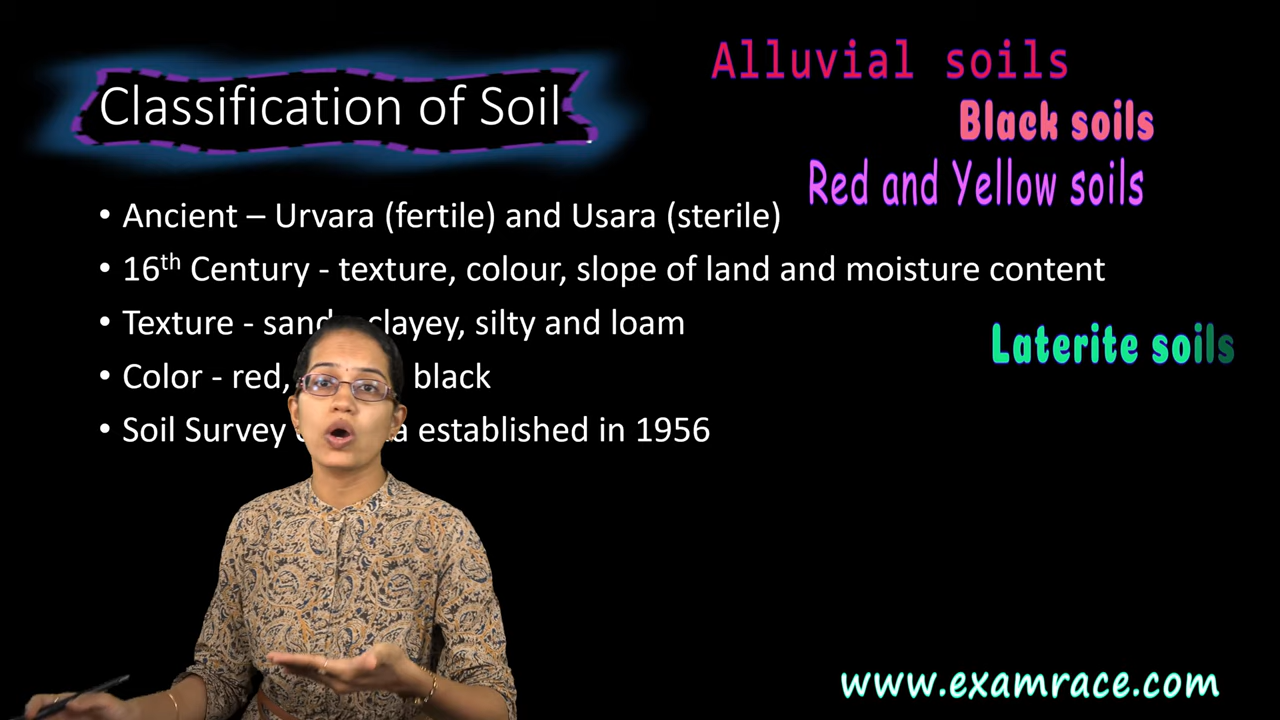 Alluvial soils
Classification of Soil
Black soils
Red and Yellow soils
• Ancient – Urvara (fertile) and Usara (sterile)
• 16th Century - texture, colour, slope of land and moisture content
• Texture - sandy, clayey, silty and loam
Laterite soils
• Color - red, black
• Soil Survey established in 1956
www.examrace.com